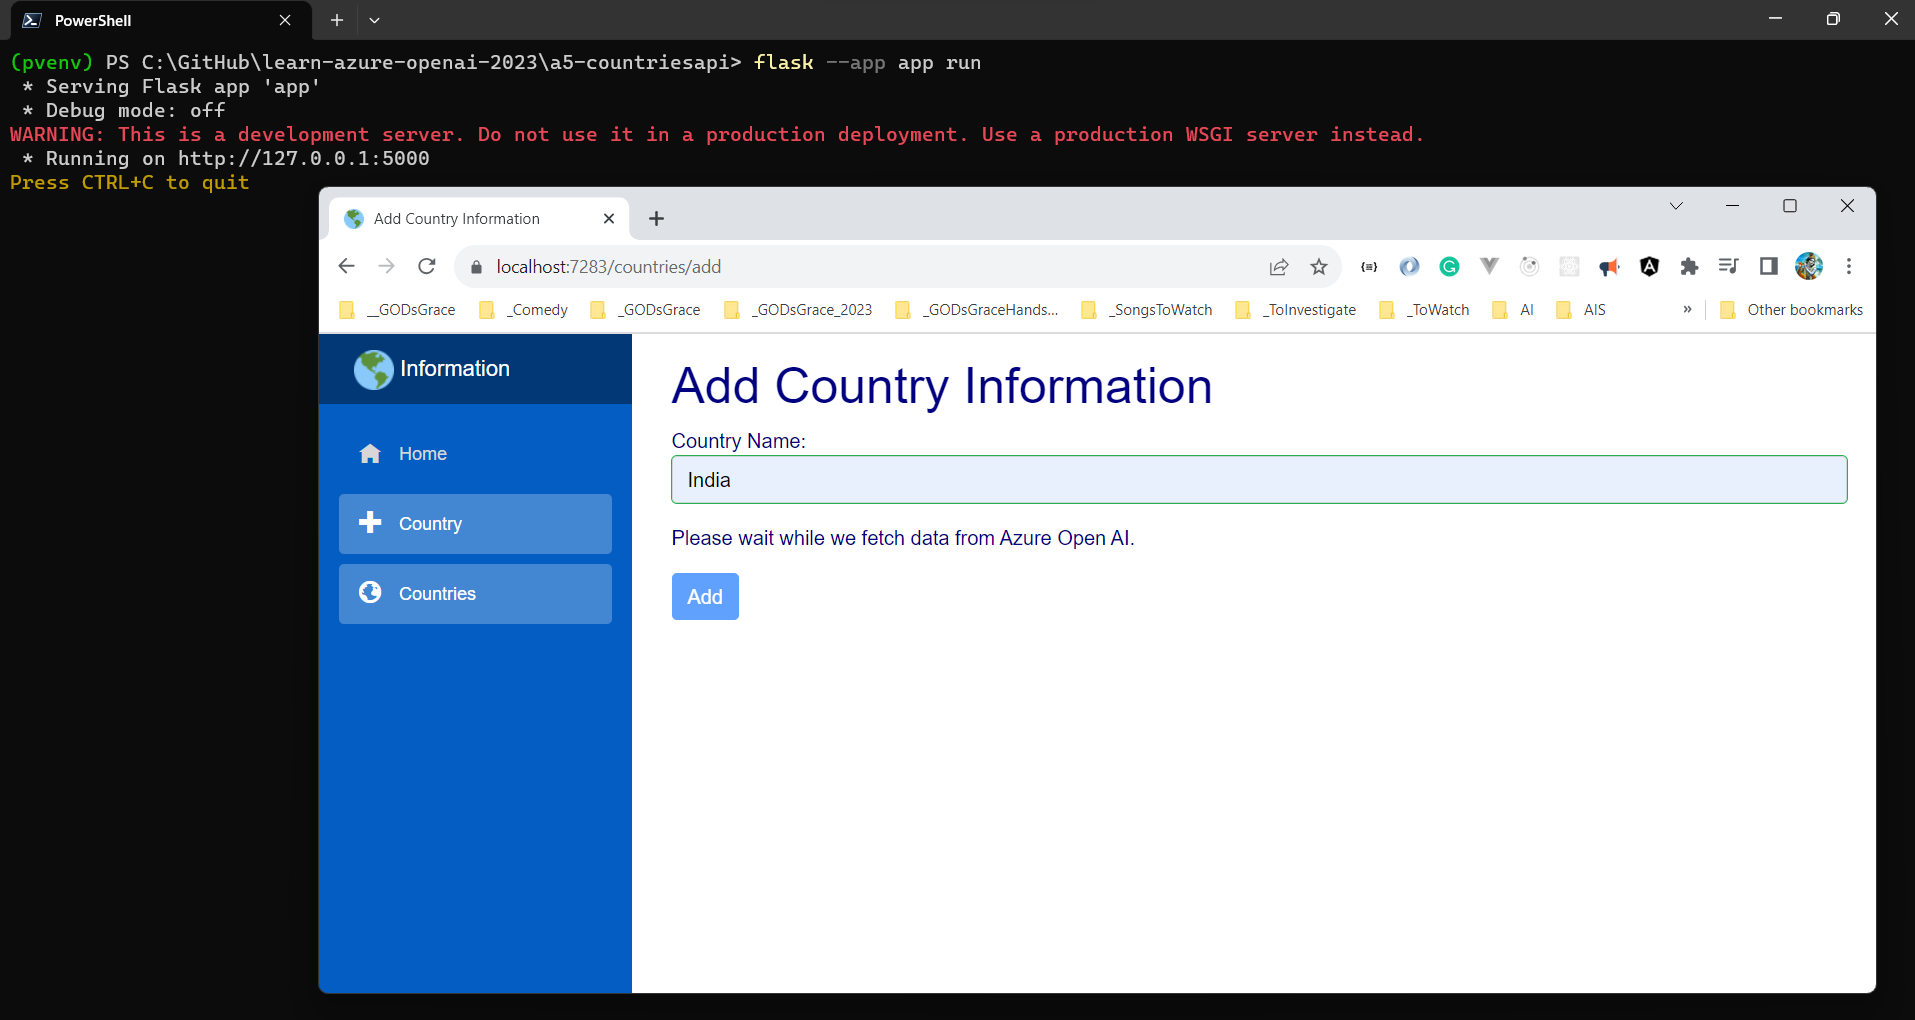 PowerShell
(pvenv) PS C:\GitHub\learn-azure-openai-2023\a5-countriesapi> flask --app app run
* Serving Flask app 'app'
* Debug mode: off
WARNING: This is a development server. Do not use it in a production deployment. Use a production WSGI server instead.
* Running on http://127.0.0.1:5000
Press CTRL+C to quit
Add Country Information
localhost:7283/countries/add
__GODsGrace _Comedy _GODsGrace _GODsGrace_2023 _GODsGraceHands... _SongsToWatch _ToInvestigate _ToWatch AI AIS » Other bookmarks
Information
Home
Country
Countries
Add Country Information
Country Name:
India
Please wait while we fetch data from Azure Open AI.
Add